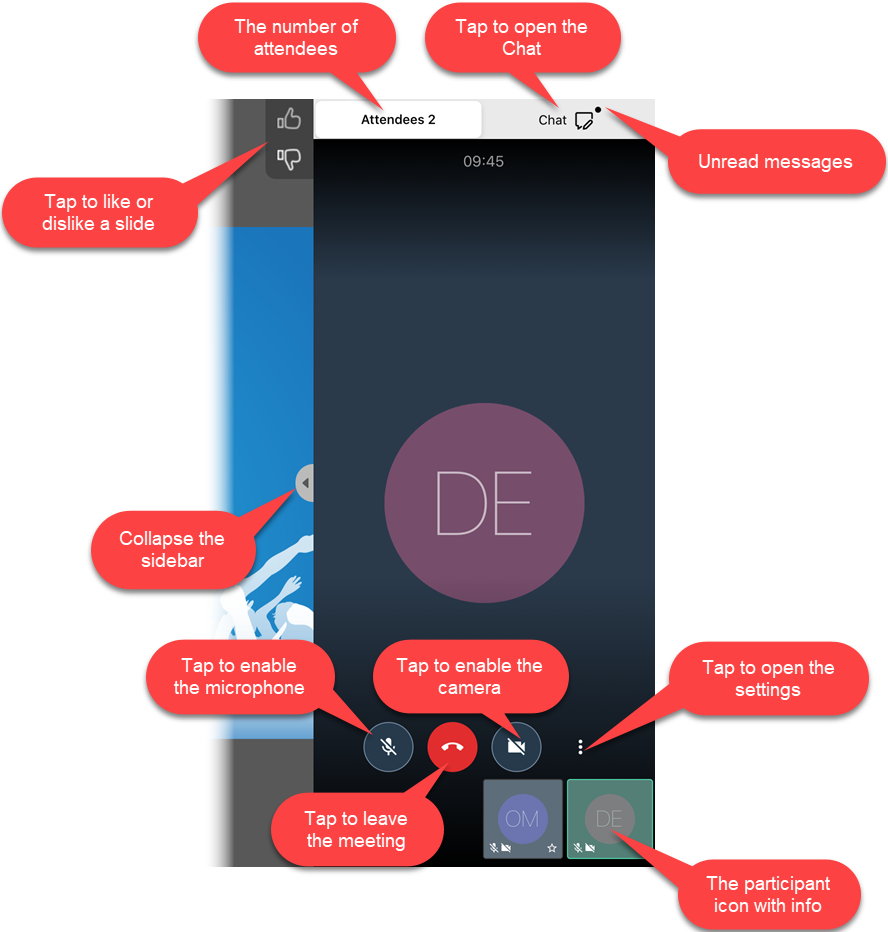 The number of
attendees
Tap to open the
Chat
Attendees 2
Chat
Unread messages
09:45
Tap to like or
dislike a slide
DE
Collapse the
sidebar
Tap to enable
the microphone
Tap to enable the
camera
Tap to open the
settings
Tap to leave
the meeting
OM
DE
The participant
icon with info